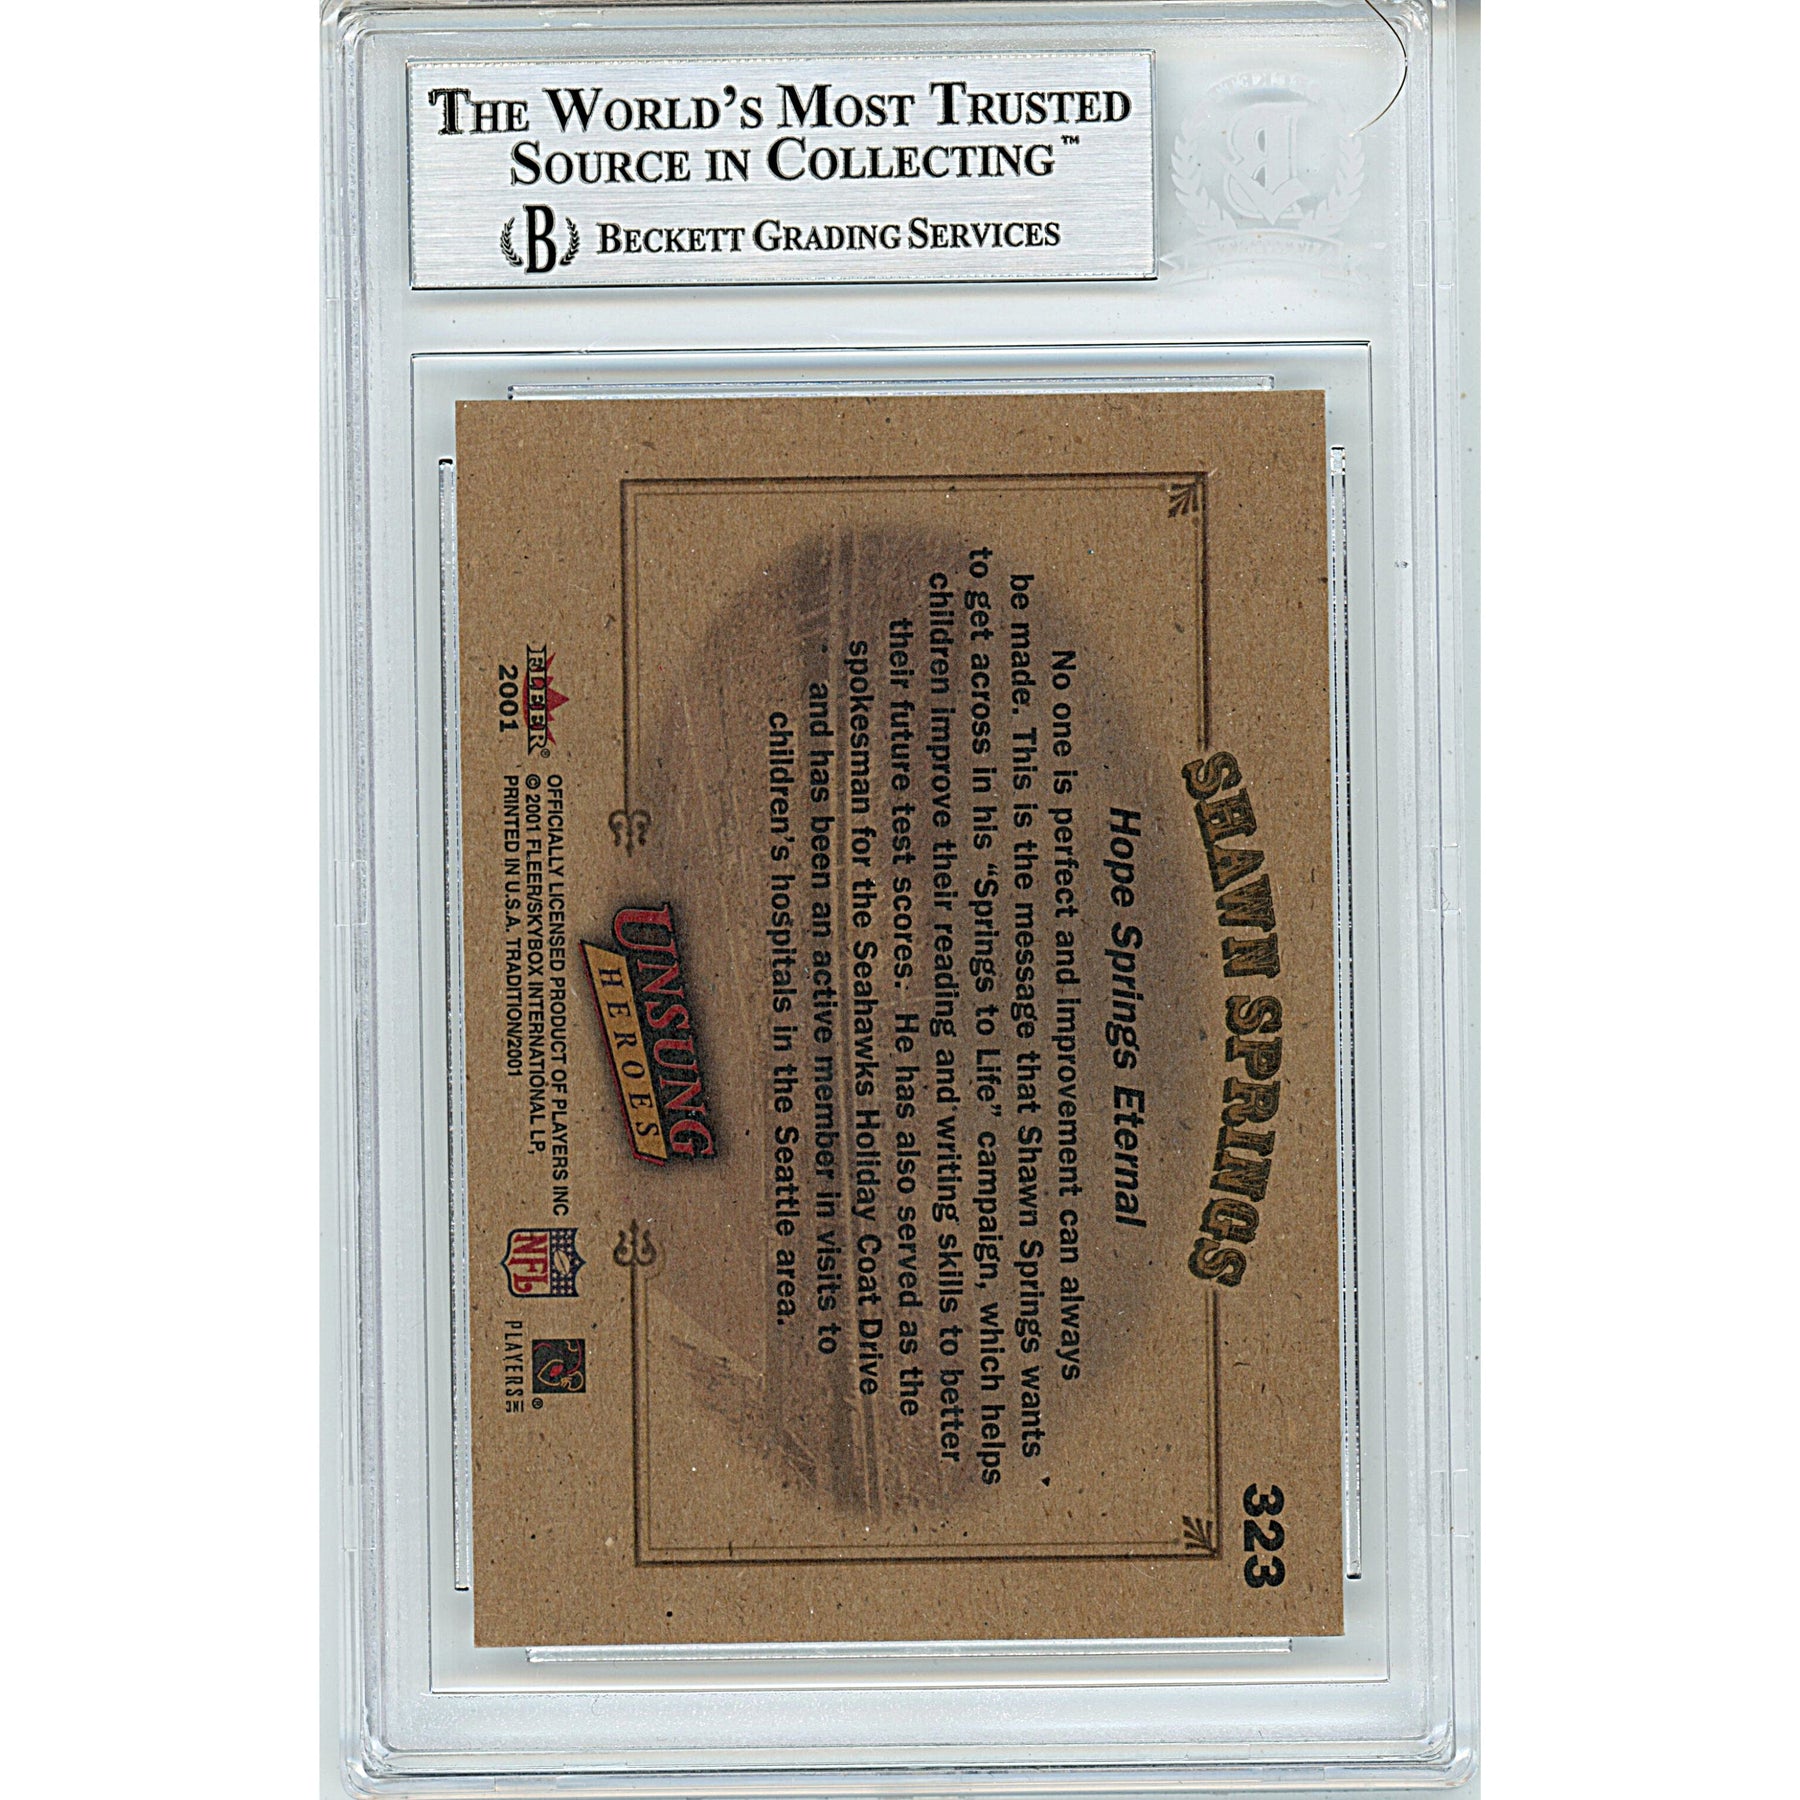 THE WORLD'S MOST TRUSTED
SOURCE IN COLLECTING™
B BECKETT GRADING SERVICES
323
SHAWN SPRINGS
Hope Springs Eternal
No one is perfect and improvement can always
be made. This is the message that Shawn Springs wants
to get across in his "Springs to Life" campaign, which helps
children improve their reading and writing skills to better
their future test scores. He has also served as the
spokesman for the Seahawks Holiday Coat Drive
and has been an active member in visits to
children's hospitals in the Seattle area.
UNSUNG
HEROES
FLEER®
2001
OFFICIALLY LICENSED PRODUCT OF PLAYERS INC
© 2001 FLEER/SKYBOX INTERNATIONAL LP,
PRINTED IN U.S.A. TRADITION/2001
NFL
®
PLAYERS INC